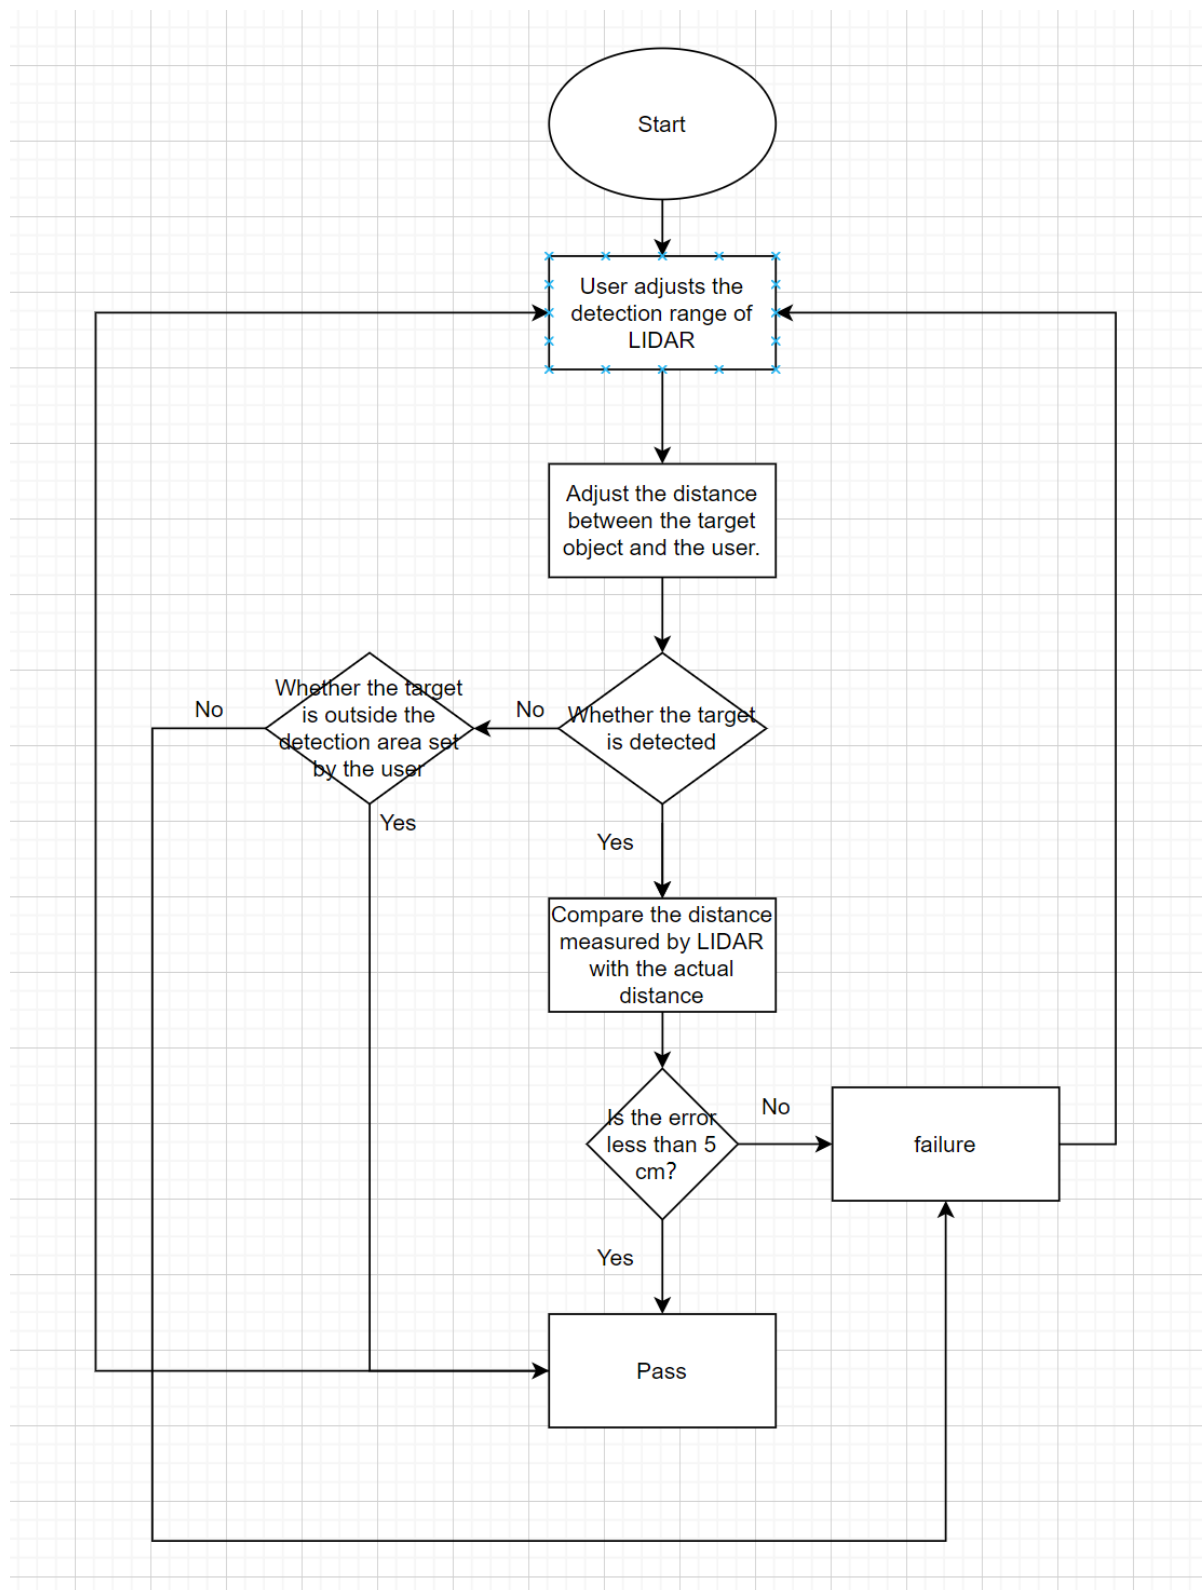 Start
User adjusts the
detection range of
LIDAR
Adjust the distance
between the target
object and the user.
Whether the target
is outside the
detection area set
by the user
No
No
Whether the target
is detected
Yes
Yes
Compare the distance
measured by LIDAR
with the actual
distance
Is the error
less than 5
cm?
No
failure
Yes
Pass